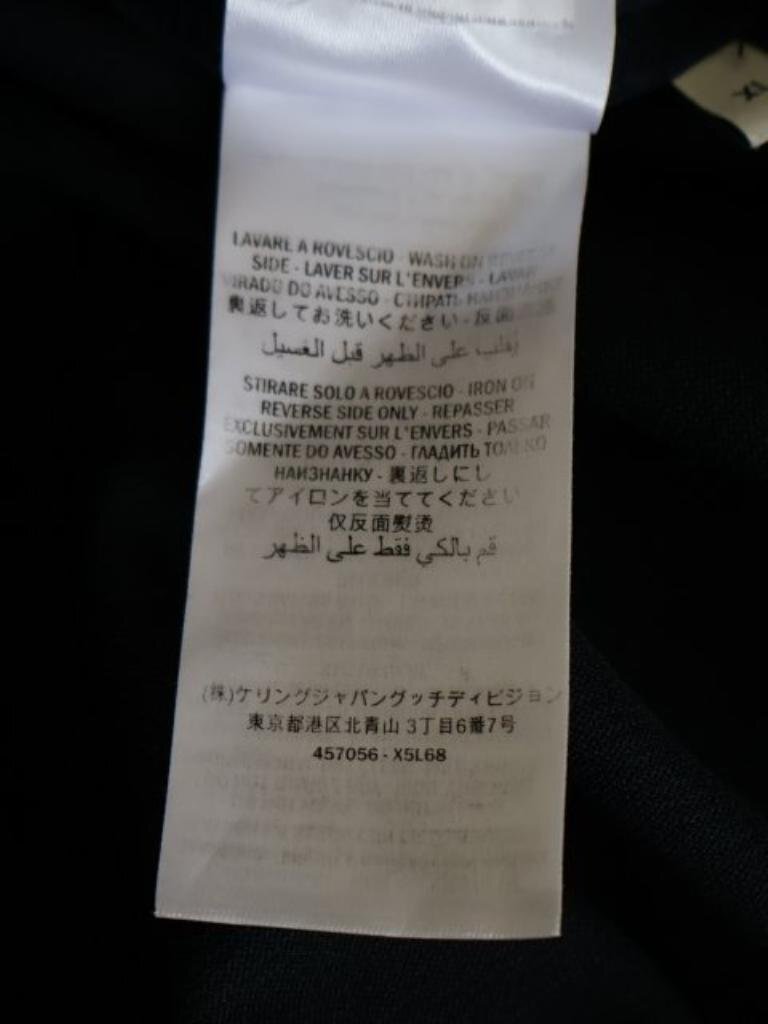 LAVARE A ROVESCIO - WASH ON REVERSE
SIDE - LAVER SUR L'ENVERS - LAVAR
VIRADO DO AVESSO - СТИРАТЬ
裏返してお洗いください - 反面
يقلب على الظهر قبل الغسيل
STIRARE SOLO A ROVESCIO - IRON ON
REVERSE SIDE ONLY - REPASSER
EXCLUSIVEMENT SUR L'ENVERS - PASSAR
SOMENTE DO AVESSO - ГЛАДИТЬ ТОЛЬКО
НАИЗНАНКУ - 裏返しにし
てアイロンを当ててください
仅反面熨烫
قم بالكي فقط على الظهر
(株)ケリングジャパングッチディビジョン
東京都港区北青山 3丁目6番7号
457056 - X5L68